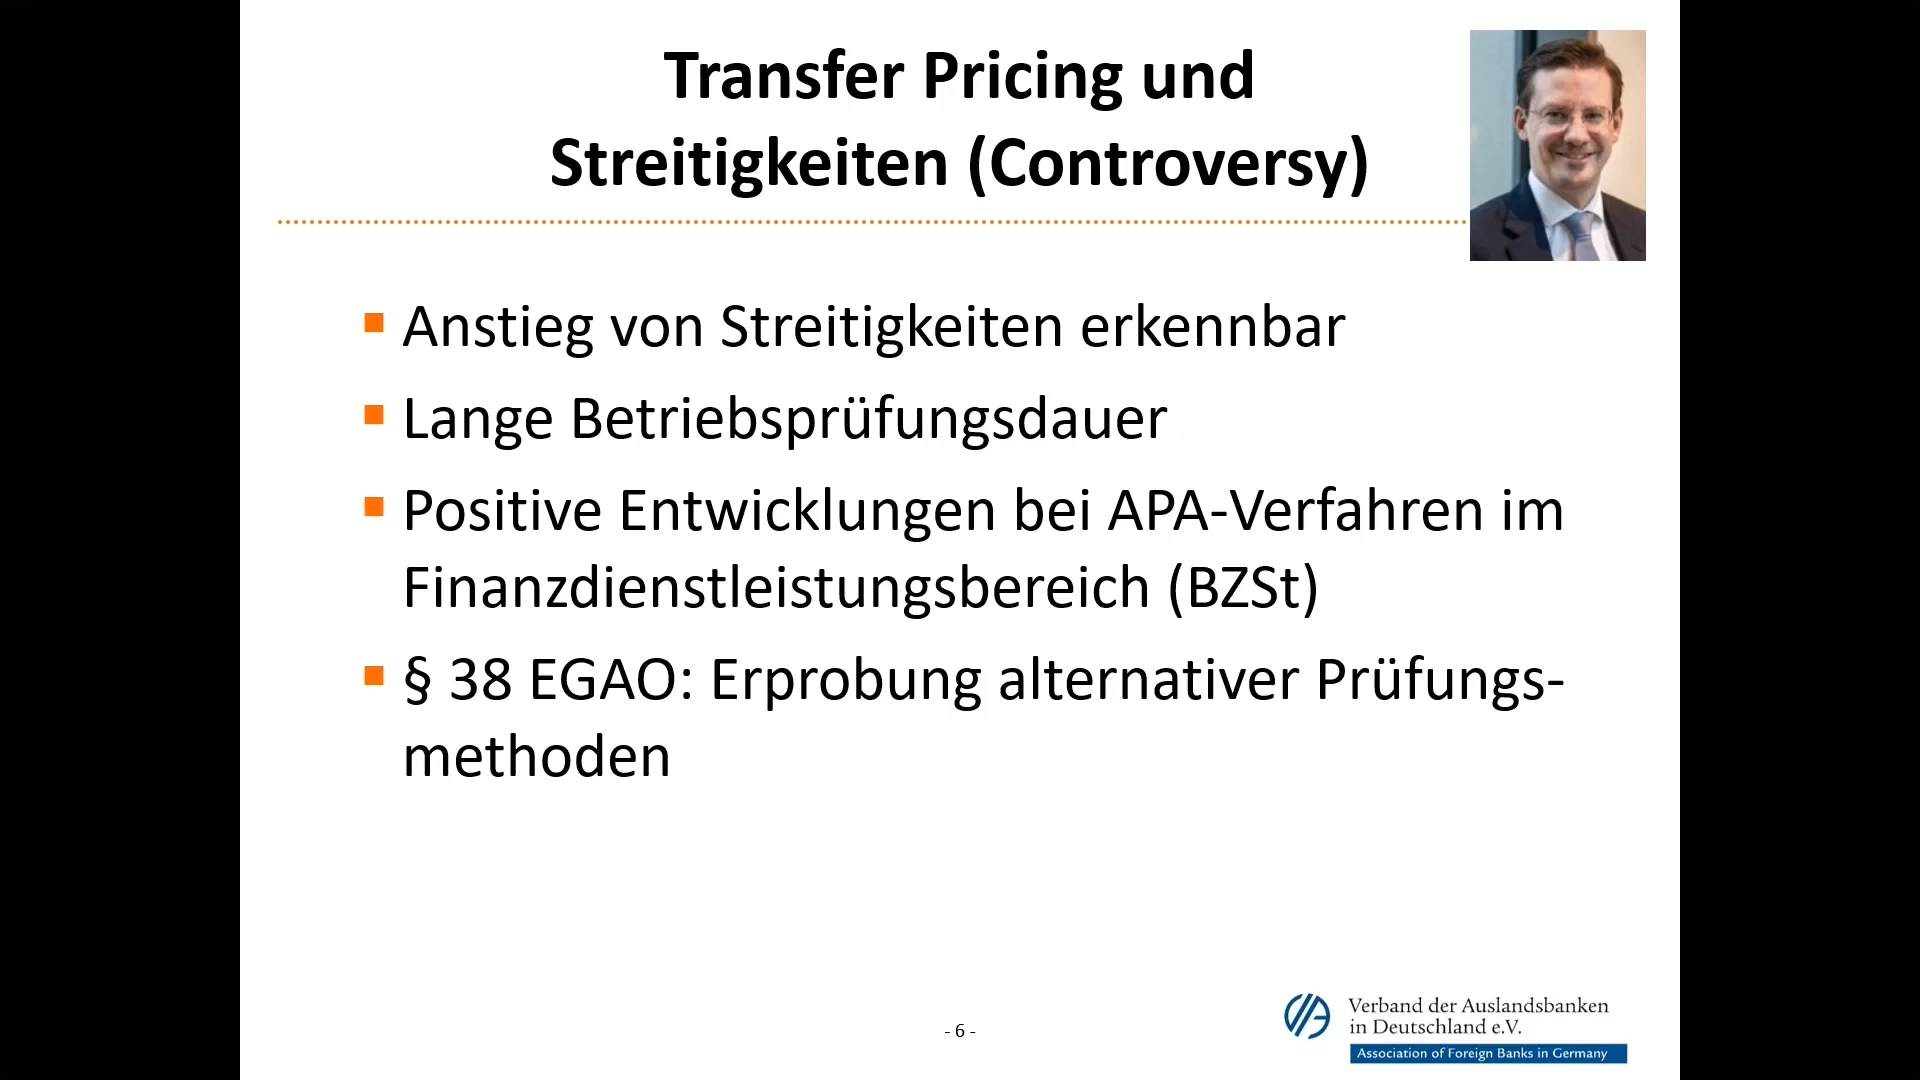 Transfer Pricing und
Streitigkeiten (Controversy)
▪ Anstieg von Streitigkeiten erkennbar
▪ Lange Betriebsprüfungsdauer
▪ Positive Entwicklungen bei APA-Verfahren im
Finanzdienstleistungsbereich (BZSt)
▪ § 38 EGAO: Erprobung alternativer Prüfungs-
methoden
- 6 -
Verband der Auslandsbanken
in Deutschland e.V.
Association of Foreign Banks in Germany